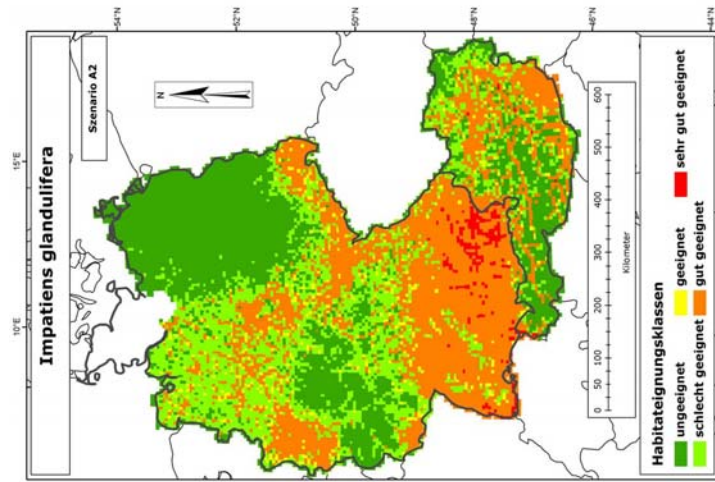 Impatiens glandulifera
Szenario A2
10°E
15°E
54°N
52°N
50°N
48°N
46°N
44°N
N
0 50 100 200 300 400 500 600
Kilometer
Habitateignungsklassen
ungeeignet
schlecht geeignet
geeignet
gut geeignet
sehr gut geeignet